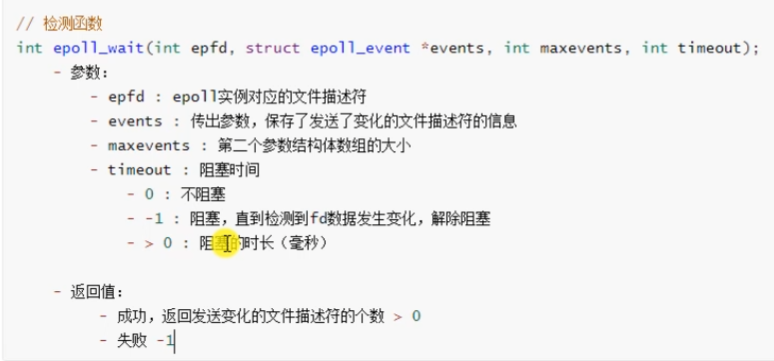 // 检测函数
int epoll_wait(int epfd, struct epoll_event *events, int maxevents, int timeout);
- 参数:
- epfd : epoll实例对应的文件描述符
- events : 传出参数，保存了发送了变化的文件描述符的信息
- maxevents : 第二个参数结构体数组的大小
- timeout : 阻塞时间
- 0 : 不阻塞
- -1 : 阻塞，直到检测到fd数据发生变化，解除阻塞
- > 0 : 阻塞的时长（毫秒）
- 返回值:
- 成功，返回发送变化的文件描述符的个数 > 0
- 失败 -1